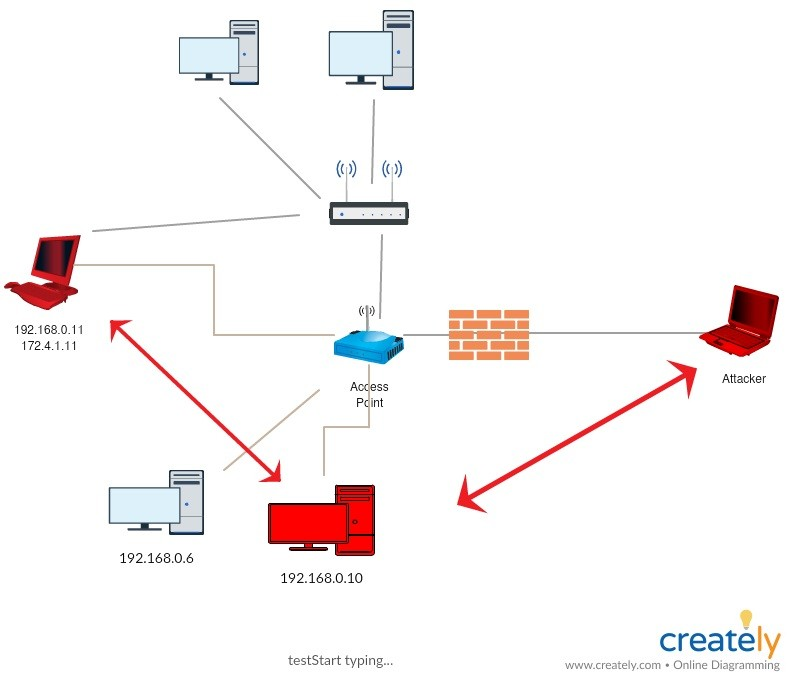 192.168.0.11
172.4.1.11
Access
Point
Attacker
192.168.0.6
192.168.0.10
testStart typing...
creately
www.creately.com • Online Diagramming